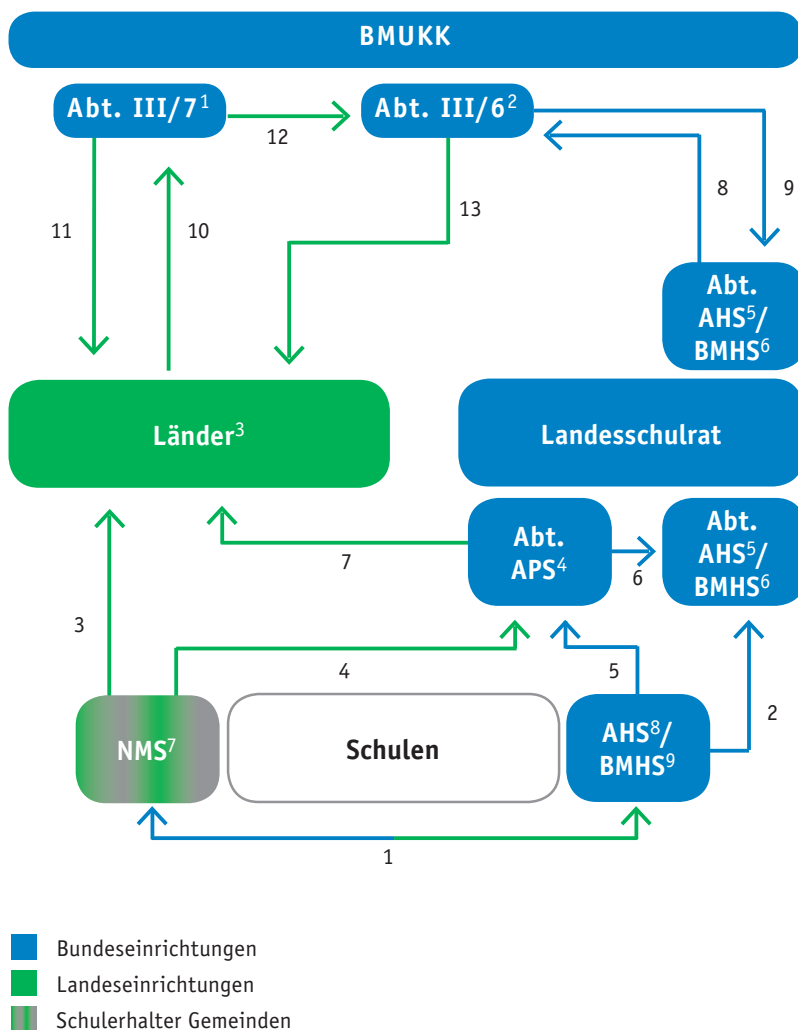 BMUKK
Abt. III/7¹
Abt. III/6²
12
8
9
11
10
13
Abt.
AHS⁵/
BMHS⁶
Länder³
Landesschulrat
Abt.
APS⁴
Abt.
AHS⁵/
BMHS⁶
7
6
3
4
5
2
NMS⁷
Schulen
AHS⁸/
BMHS⁹
1
Bundeseinrichtungen
Landeseinrichtungen
Schulerhalter Gemeinden